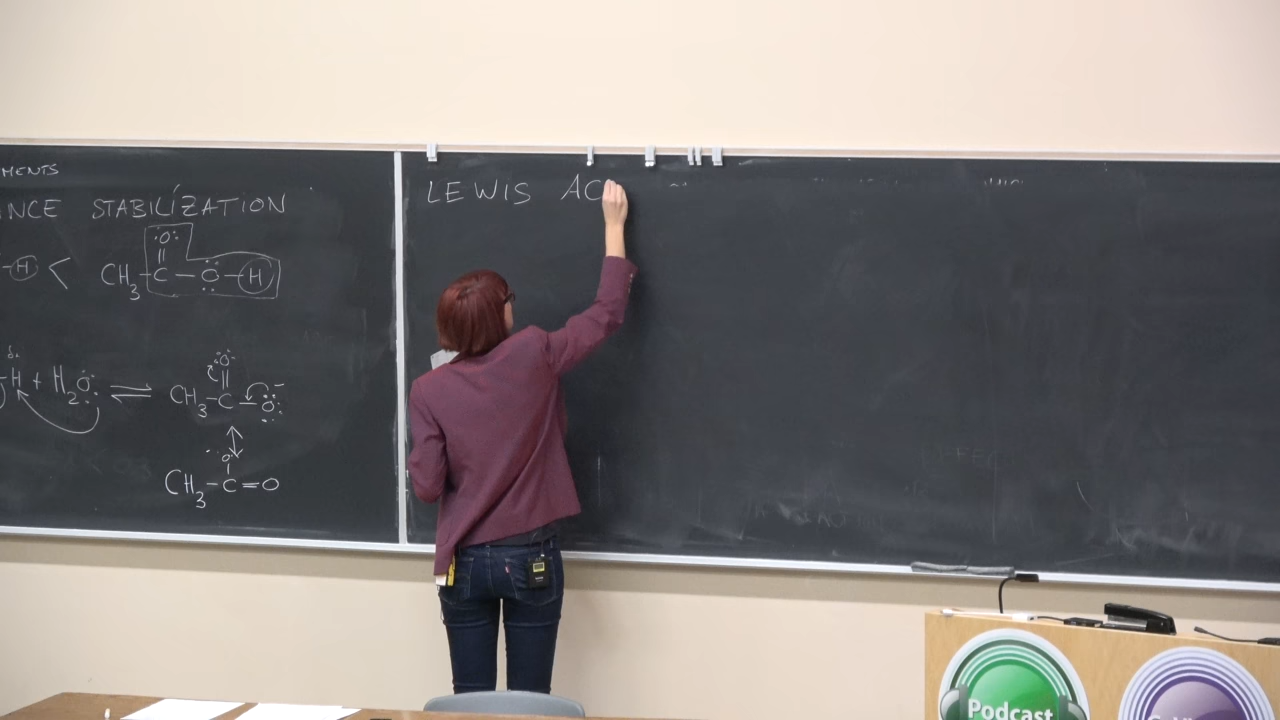 MENTS
NCE STABILIZATION
:O:
-H < CH3-C-O-H
H + H2O: ⇌ CH3-C-O:
CH3-C=O
LEWIS AC
Podcast